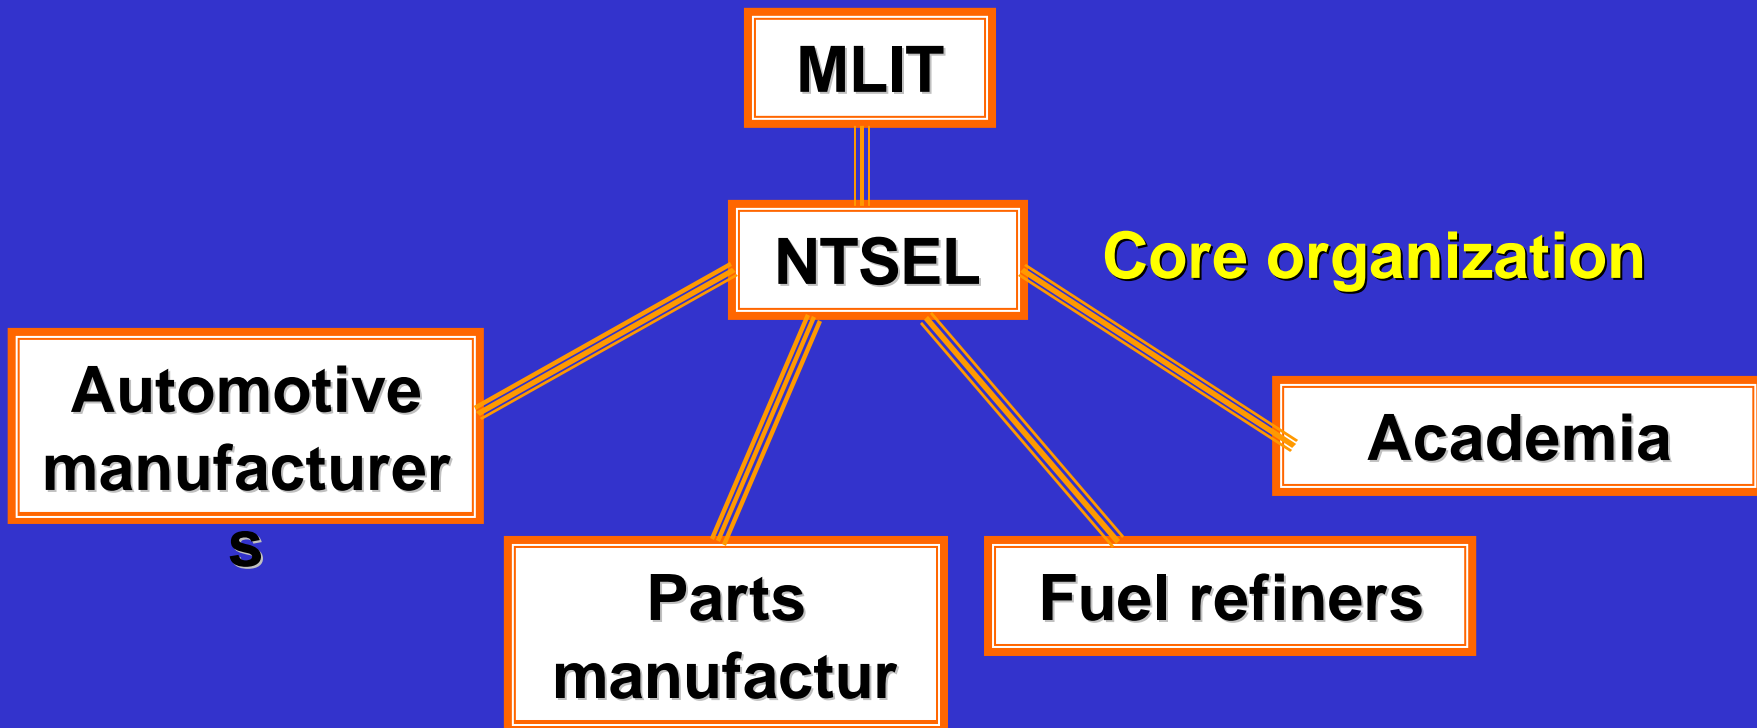 MLIT
NTSEL
Core organization
Automotive
manufacturer
s
Academia
Parts
manufactur
Fuel refiners